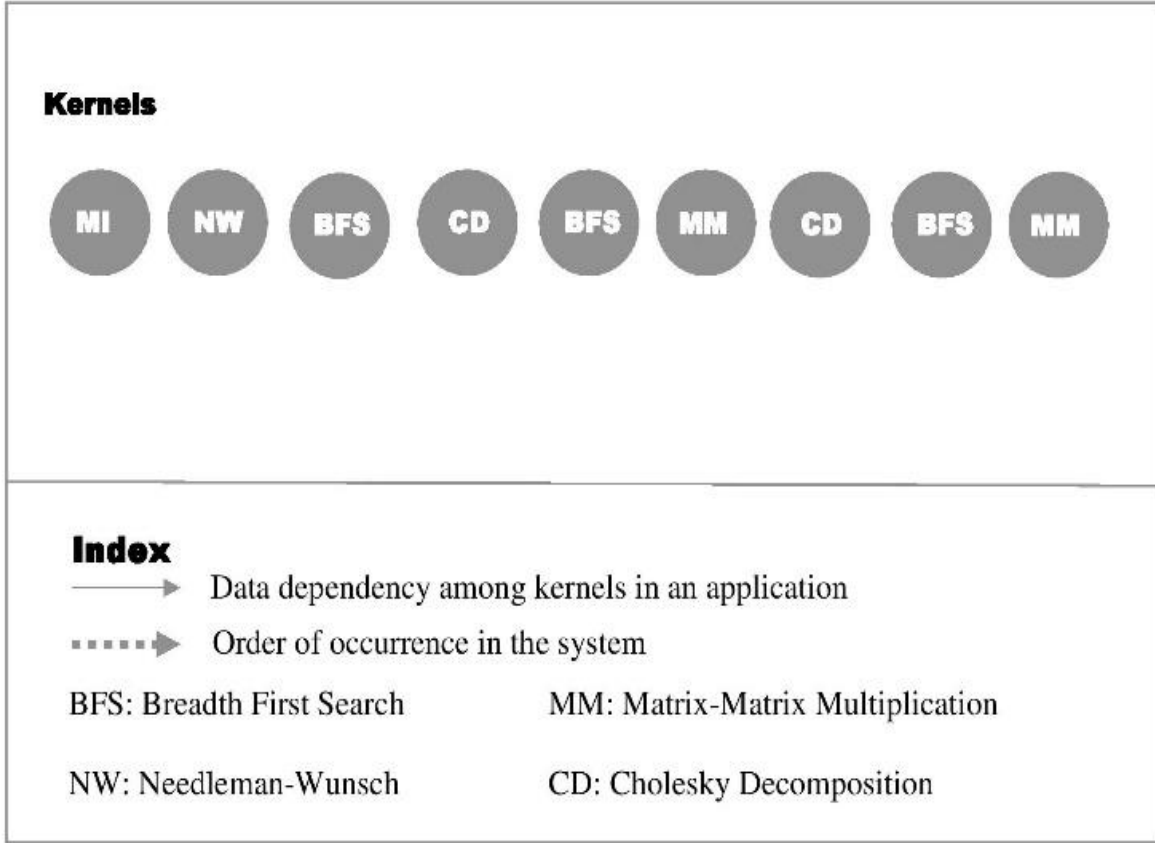 Kernels
MI NW BFS CD BFS MM CD BFS MM
Index
Data dependency among kernels in an application
Order of occurrence in the system
BFS: Breadth First Search MM: Matrix-Matrix Multiplication
NW: Needleman-Wunsch CD: Cholesky Decomposition